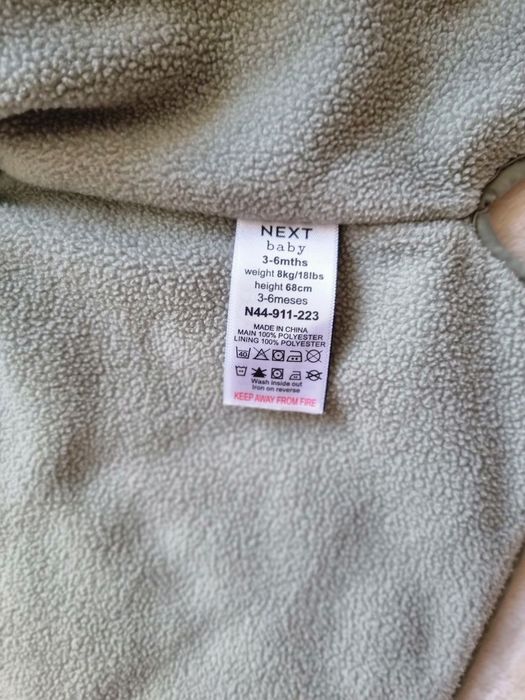 NEXT
baby
3-6mths
weight 8kg/18lbs
height 68cm
3-6meses
N44-911-223
MADE IN CHINA
MAIN 100% POLYESTER
LINING 100% POLYESTER
40
Wash inside out
Iron on reverse
KEEP AWAY FROM FIRE